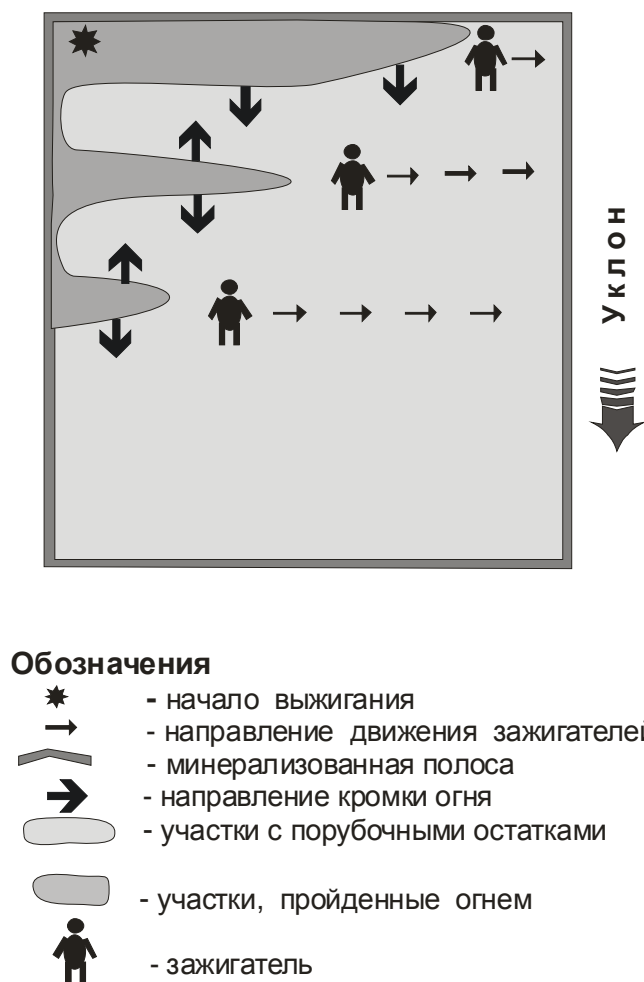 Уклон
Обозначения
- начало выжигания
- направление движения зажигателей
- минерализованная полоса
- направление кромки огня
- участки с порубочными остатками
- участки, пройденные огнем
- зажигатель